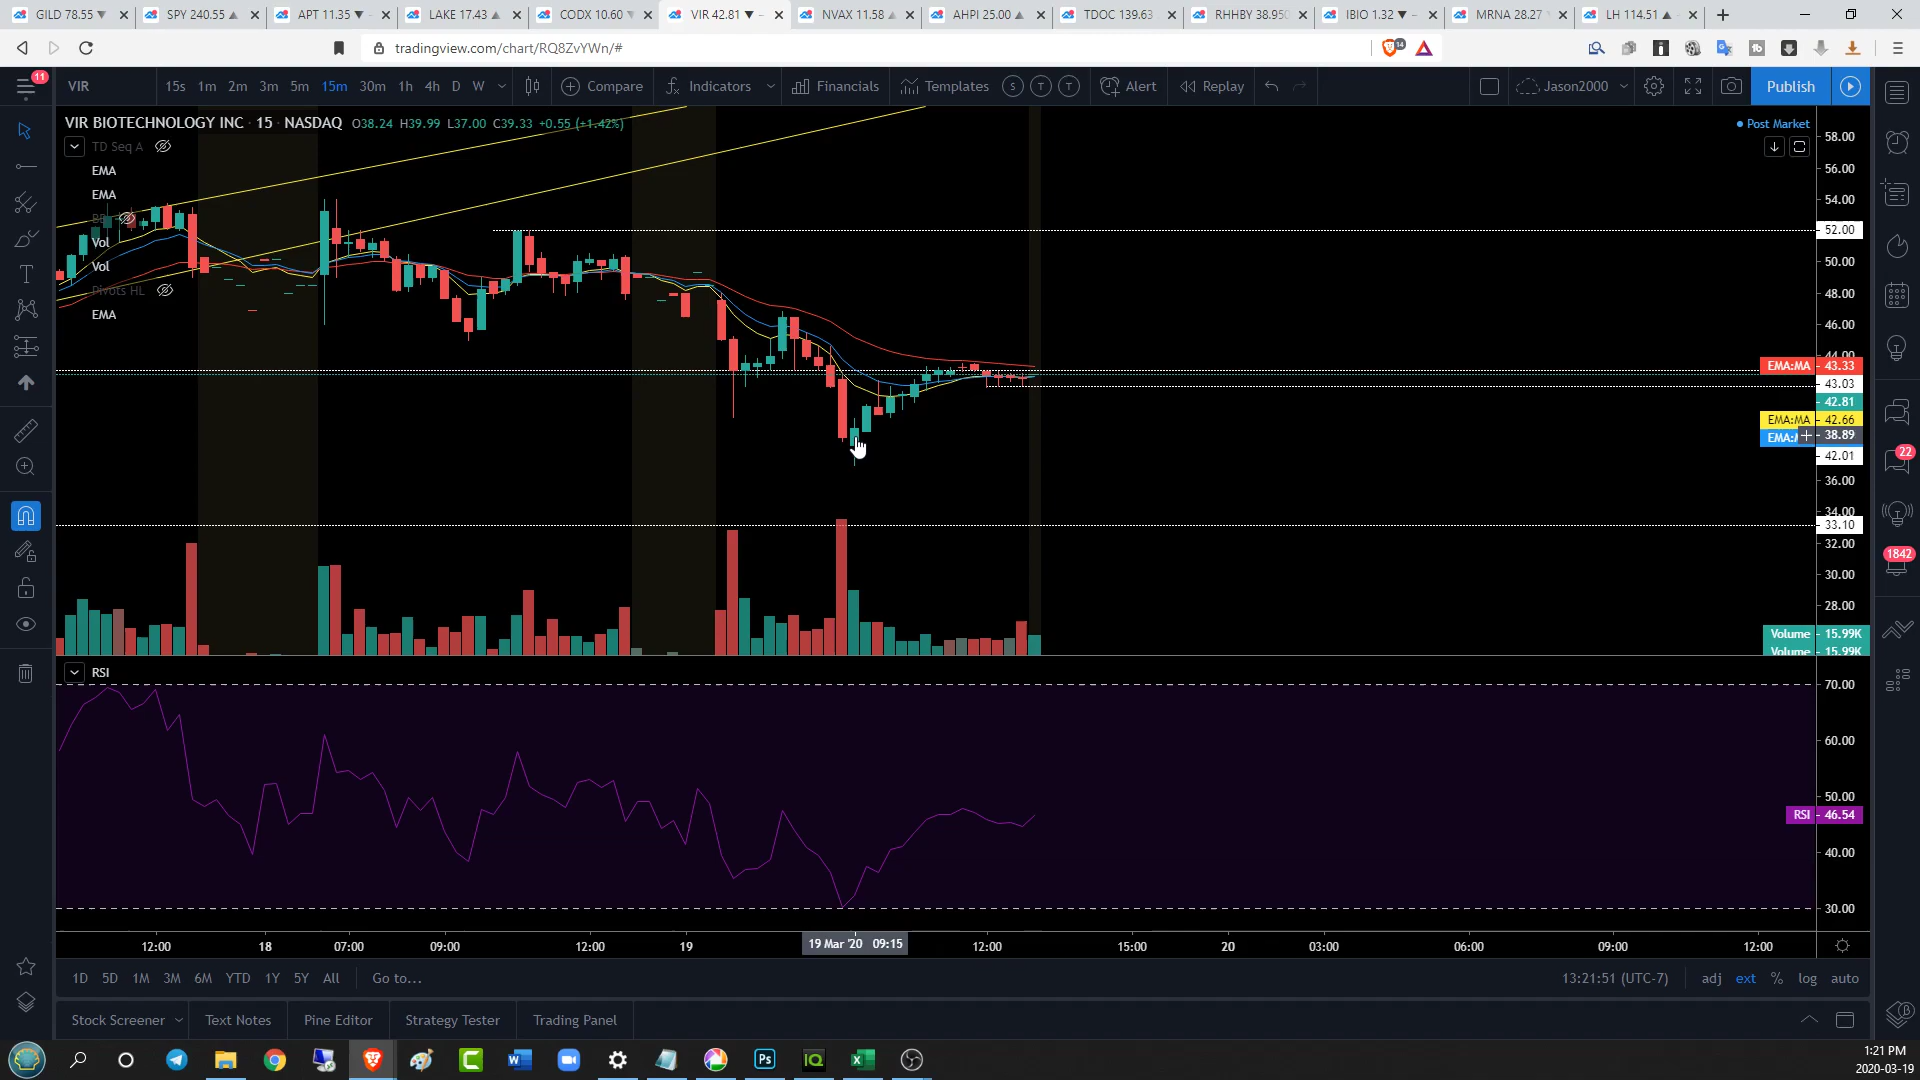 GILD 78.55 ▼ SPY 240.55 ▲ APT 11.35 ▼ LAKE 17.43 ▲ CODX 10.60 ▼ VIR 42.81 ▼ NVAX 11.58 ▲ AHPI 25.00 ▲ TDOC 139.63 RHHBY 38.950 IBIO 1.32 ▼ MRNA 28.27 LH 114.51 ▲
tradingview.com/chart/RQ8ZvYWn/# 14
11 VIR 15s 1m 2m 3m 5m 15m 30m 1h 4h D W Compare Indicators Financials Templates S T T Alert Replay Jason2000 Publish
VIR BIOTECHNOLOGY INC · 15 · NASDAQ O38.24 H39.99 L37.00 C39.33 +0.55 (+1.42%)
Post Market
TD Seq A
EMA
EMA
Vol
Vol
Pivots HL
EMA
58.00
56.00
54.00
52.00
50.00
48.00
46.00
44.00
EMA:MA 43.33
43.03
42.81
EMA:MA 42.66
38.89
42.01
36.00
34.00
33.10
32.00
30.00
28.00
Volume 15.99K
Volume 15.99K
22
1842
RSI
70.00
60.00
50.00
RSI 46.54
40.00
30.00
12:00 18 07:00 09:00 12:00 19 19 Mar '20 09:15 12:00 15:00 20 03:00 06:00 09:00 12:00
1D 5D 1M 3M 6M YTD 1Y 5Y All Go to... 13:21:51 (UTC-7) adj ext % log auto
Stock Screener Text Notes Pine Editor Strategy Tester Trading Panel
1:21 PM
2020-03-19